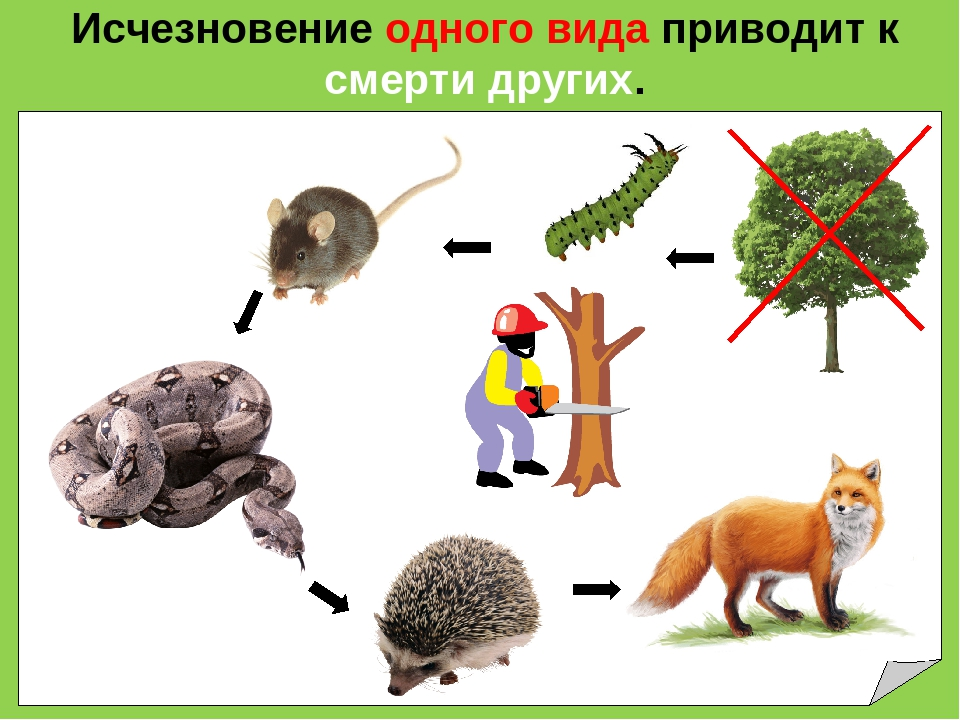 Исчезновение одного вида приводит к
смерти других.